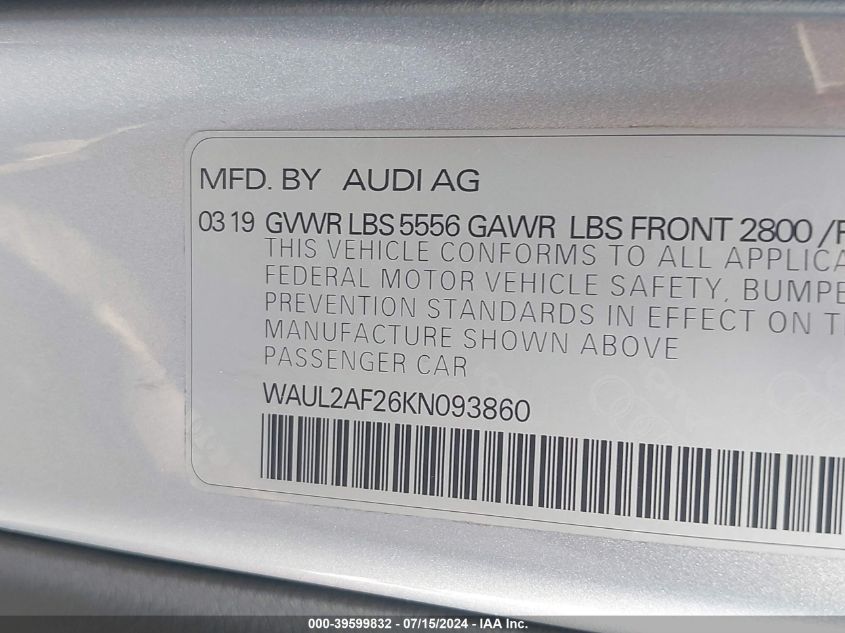 MFD. BY AUDI AG
03 19 GVWR LBS 5556 GAWR LBS FRONT 2800 /
THIS VEHICLE CONFORMS TO ALL
FEDERAL MOTOR VEHICLE SAFETY,
PREVENTION STANDARDS IN EFFECT ON
MANUFACTURE SHOWN ABOVE
PASSENGER CAR
WAUL2AF26KN093860
000-39599832 - 07/15/2024 - IAA Inc.